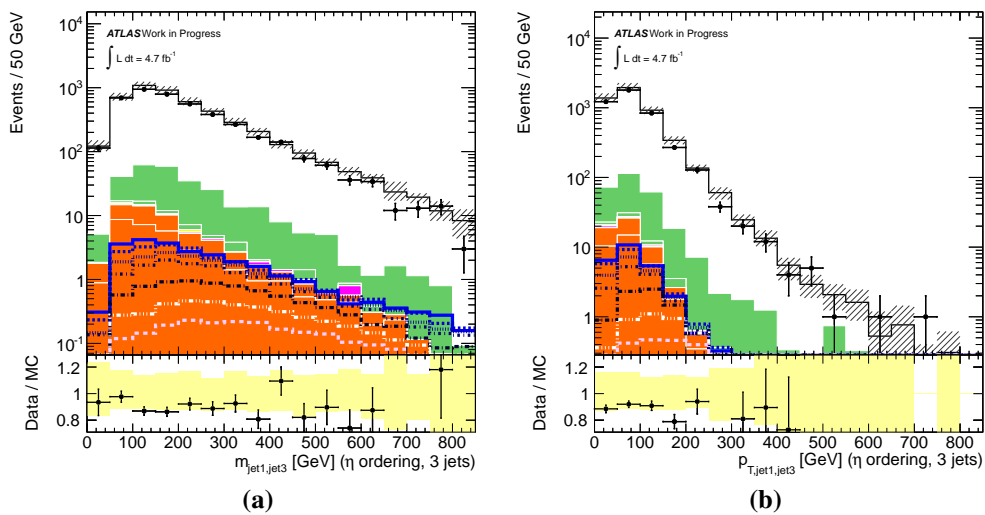 Events / 50 GeV
10⁴
10³
10²
10
1
10⁻¹
ATLAS Work in Progress
∫ L dt = 4.7 fb⁻¹
Data / MC
1.2
1
0.8
0 100 200 300 400 500 600 700 800
m_jet1,jet3 [GeV] (η ordering, 3 jets)
(a)
Events / 50 GeV
10⁴
10³
10²
10
1
ATLAS Work in Progress
∫ L dt = 4.7 fb⁻¹
Data / MC
1.2
1
0.8
0 100 200 300 400 500 600 700 800
p_T,jet1,jet3 [GeV] (η ordering, 3 jets)
(b)